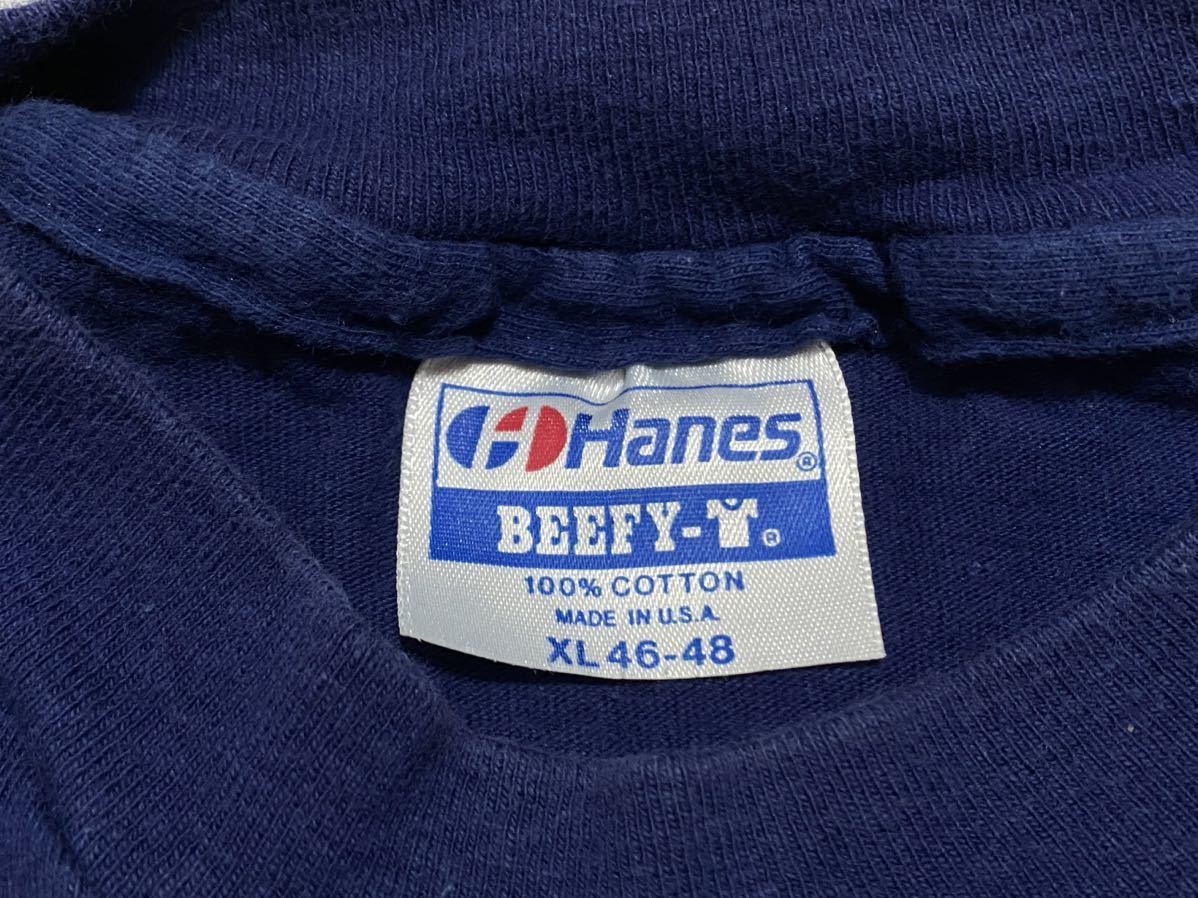 Hanes®
BEEFY-T®
100% COTTON
MADE IN U.S.A.
XL 46-48